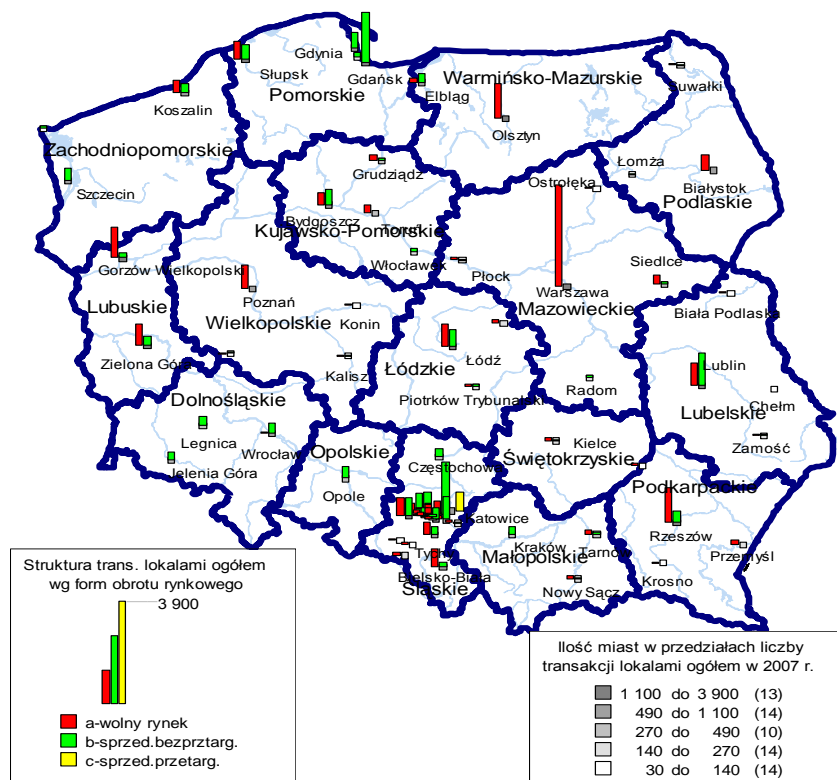 Gdynia
Słupsk
Gdańsk
Pomorskie
Elbląg
Warmińsko-Mazurskie
Suwałki
Koszalin
Olsztyn
Zachodniopomorskie
Grudziądz
Łomża
Szczecin
Ostrołęka
Białystok
Podlaskie
Bydgoszcz
Toruń
Kujawsko-Pomorskie
Włocławek
Płock
Siedlce
Gorzów Wielkopolski
Poznań
Warszawa
Biała Podlaska
Lubuskie
Wielkopolskie
Konin
Mazowieckie
Zielona Góra
Łódź
Lublin
Kalisz
Łódzkie
Piotrków Trybunalski
Radom
Chełm
Dolnośląskie
Lubelskie
Legnica
Wrocław
Kielce
Zamość
Opolskie
Częstochowa
Świętokrzyskie
Jelenia Góra
Opole
Podkarpackie
Katowice
Rzeszów
Kraków
Tarnów
Tychy
Małopolskie
Przemyśl
Bielsko-Biała
Krosno
Śląskie
Nowy Sącz
Struktura trans. lokalami ogółem
wg form obrotu rynkowego
3 900
a-wolny rynek
b-sprzed.bezprztarg.
c-sprzed.przetarg.
Ilość miast w przedziałach liczby
transakcji lokalami ogółem w 2007 r.
1 100 do 3 900 (13)
490 do 1 100 (14)
270 do 490 (10)
140 do 270 (14)
30 do 140 (14)